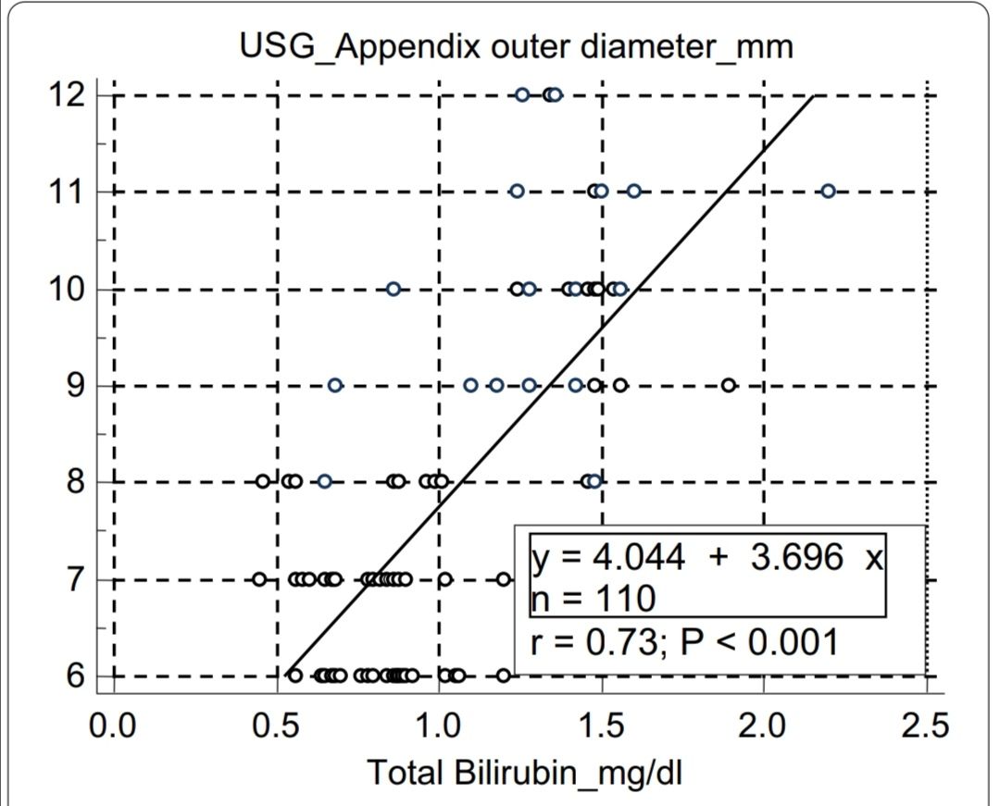 USG_Appendix outer diameter_mm
12
11
10
9
8
7
6
y = 4.044 + 3.696 x
n = 110
r = 0.73; P < 0.001
0.0 0.5 1.0 1.5 2.0 2.5
Total Bilirubin_mg/dl